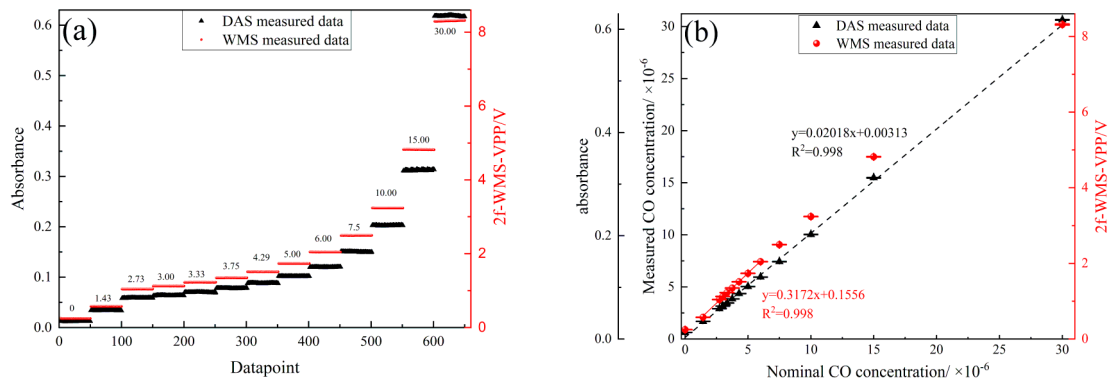 (a)
DAS measured data
WMS measured data
0.6
0.5
0.4
0.3
0.2
0.1
0.0
Absorbance
0
1.43
2.73
3.00
3.33
3.75
4.29
5.00
6.00
7.5
10.00
15.00
30.00
8
6
4
2
0
2f-WMS-VPP/V
0 100 200 300 400 500 600
Datapoint
(b)
DAS measured data
WMS measured data
0.6
0.4
0.2
0.0
absorbance
30
25
20
15
10
5
0
Measured CO concentration/ ×10⁻⁶
y=0.02018x+0.00313
R²=0.998
y=0.3172x+0.1556
R²=0.998
8
6
4
2
0
2f-WMS-VPP/V
0 5 10 15 20 25 30
Nominal CO concentration/ ×10⁻⁶